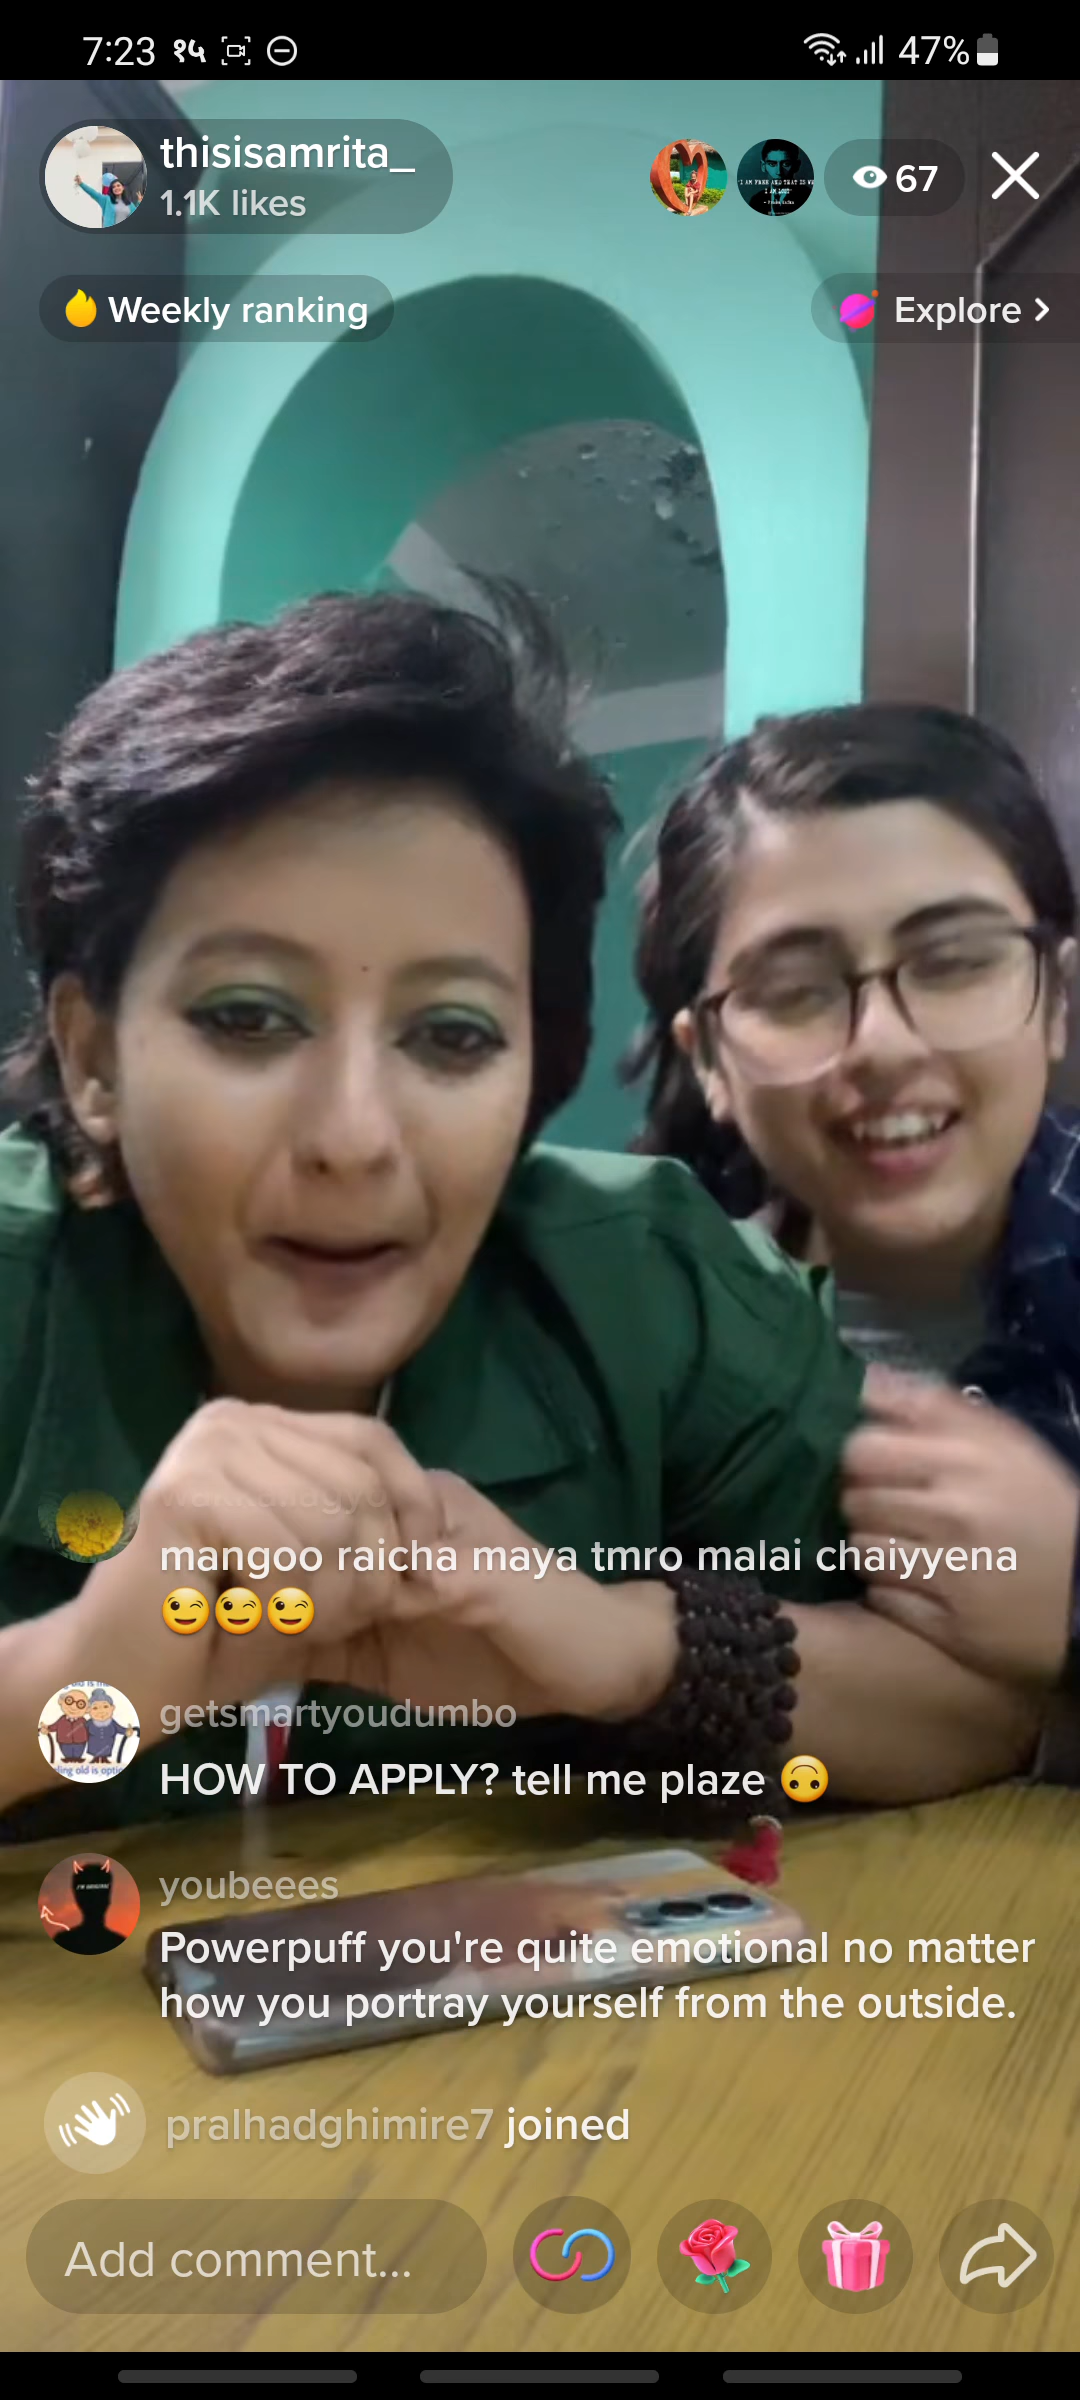 7:23 १५ 47%
thisisamrita_
1.1K likes
67
Weekly ranking
Explore
mangoo raicha maya tmro malai chaiyyena
😉😉😉
getsmartyoudumbo
HOW TO APPLY? tell me plaze 🙃
youbeees
Powerpuff you're quite emotional no matter
how you portray yourself from the outside.
pralhadghimire7 joined
Add comment...